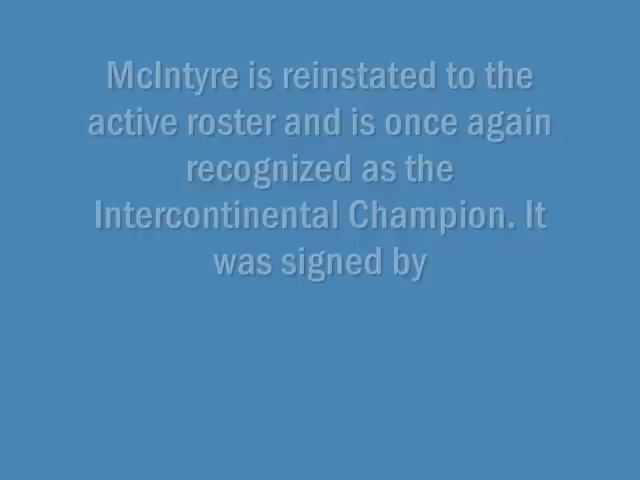 McIntyre is reinstated to the
active roster and is once again
recognized as the
Intercontinental Champion. It
was signed by